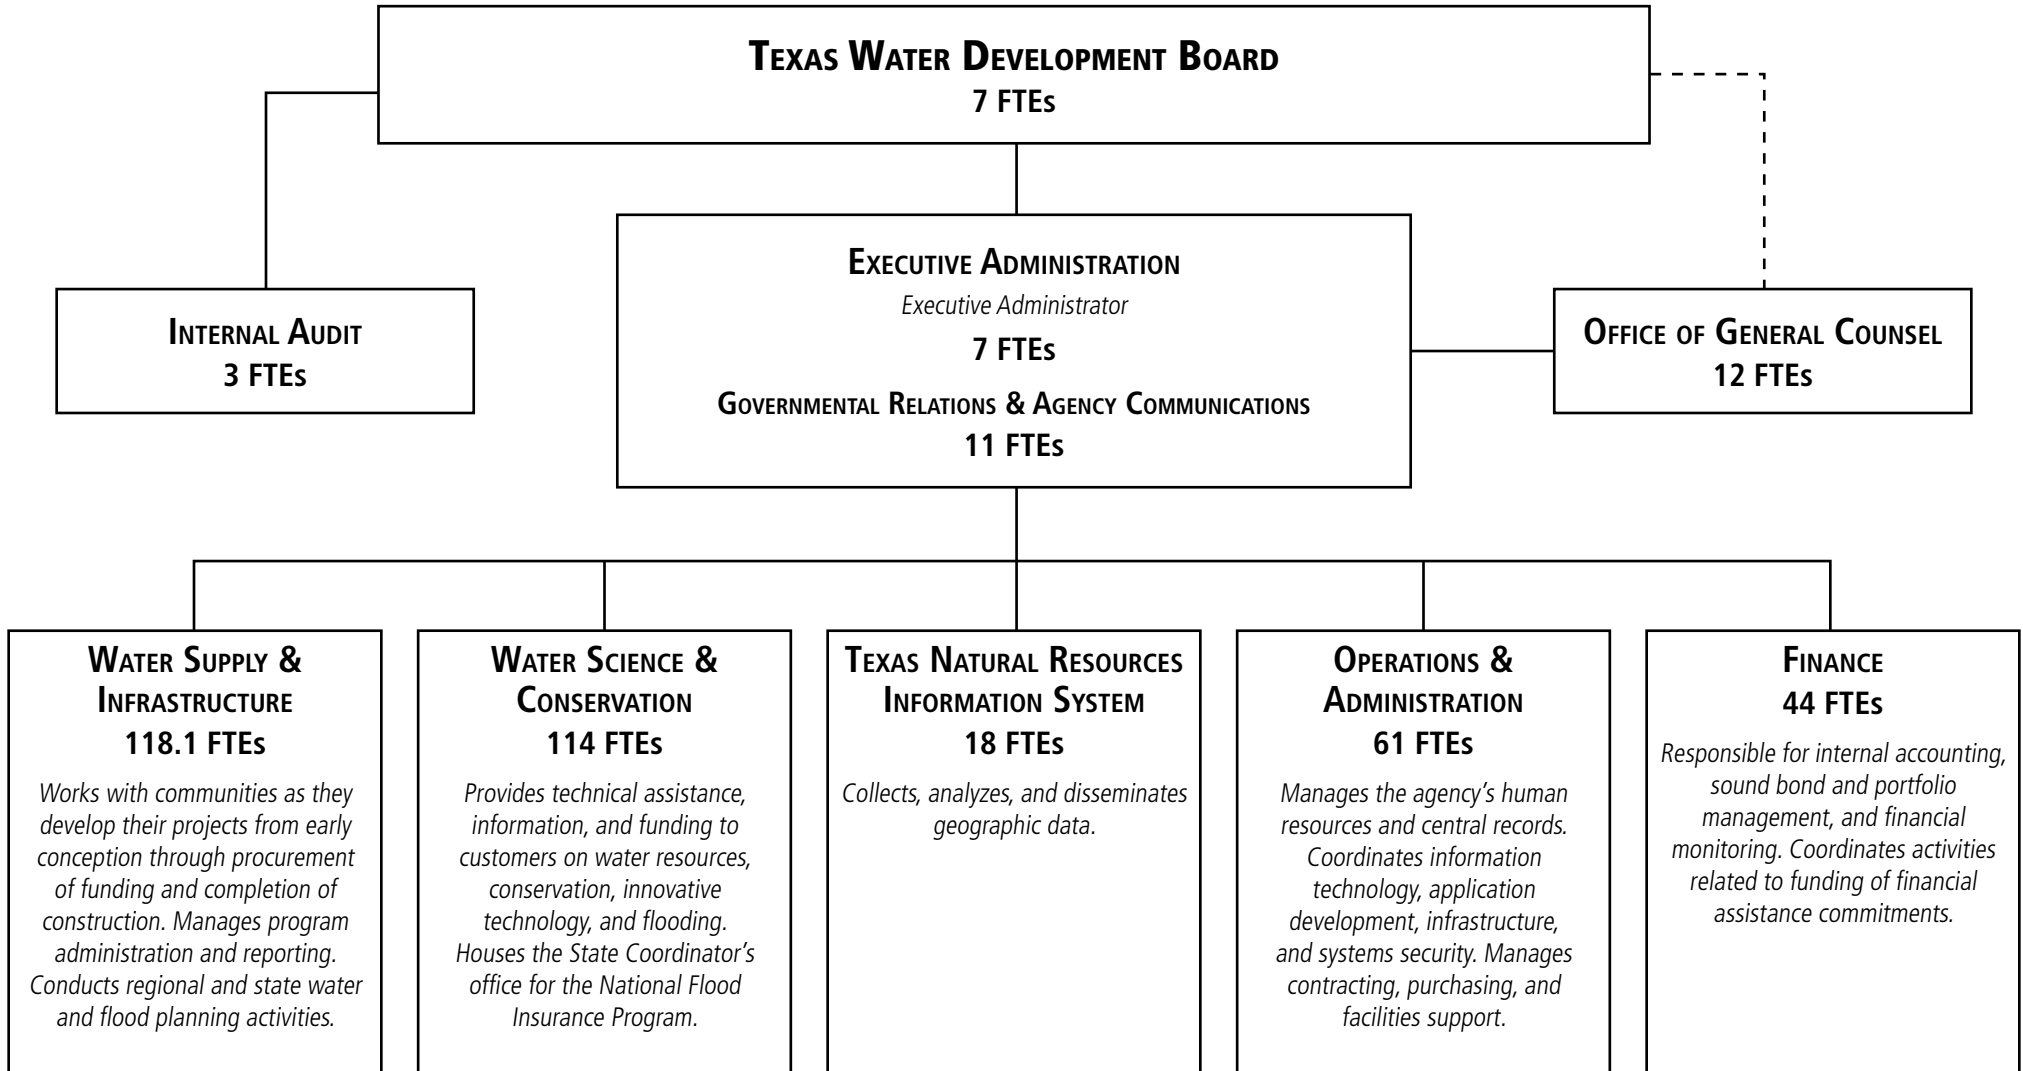 Texas Water Development Board
7 FTEs
Executive Administration
Executive Administrator
7 FTEs
Governmental Relations & Agency Communications
11 FTEs
Internal Audit
3 FTEs
Office of General Counsel
12 FTEs
Water Supply &
Infrastructure
118.1 FTEs
Works with communities as they
develop their projects from early
conception through procurement
of funding and completion of
construction. Manages program
administration and reporting.
Conducts regional and state water
and flood planning activities.
Water Science &
Conservation
114 FTEs
Provides technical assistance,
information, and funding to
customers on water resources,
conservation, innovative
technology, and flooding.
Houses the State Coordinator’s
office for the National Flood
Insurance Program.
Texas Natural Resources
Information System
18 FTEs
Collects, analyzes, and disseminates
geographic data.
Operations &
Administration
61 FTEs
Manages the agency’s human
resources and central records.
Coordinates information
technology, application
development, infrastructure,
and systems security. Manages
contracting, purchasing, and
facilities support.
Finance
44 FTEs
Responsible for internal accounting,
sound bond and portfolio
management, and financial
monitoring. Coordinates activities
related to funding of financial
assistance commitments.